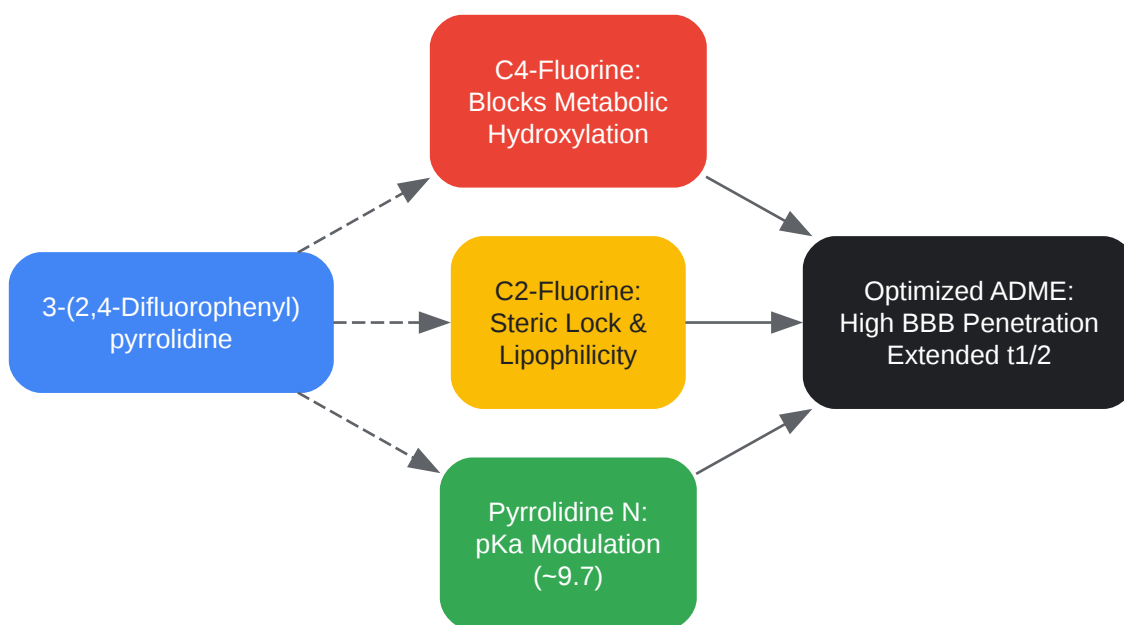 C4-Fluorine:
Blocks Metabolic
Hydroxylation
3-(2,4-Difluorophenyl)
pyrrolidine
C2-Fluorine:
Steric Lock &
Lipophilicity
Optimized ADME:
High BBB Penetration
Extended t1/2
Pyrrolidine N:
pKa Modulation
(~9.7)